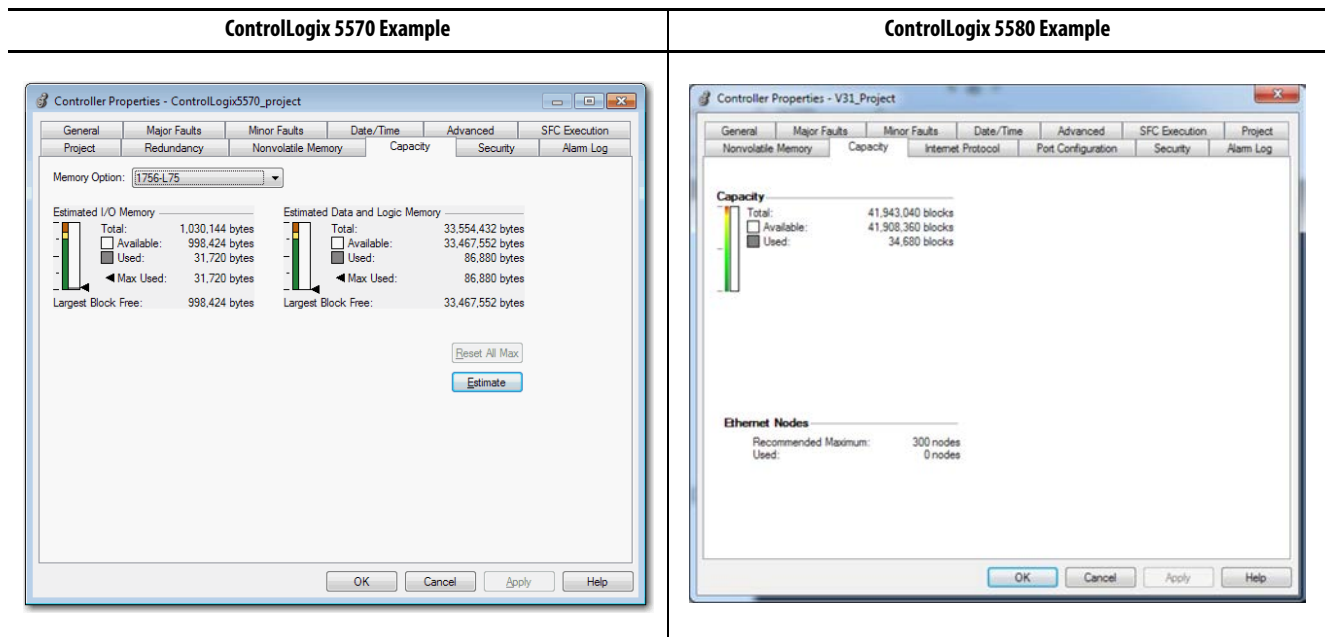 ControlLogix 5570 Example
Controller Properties - ControlLogix5570_project
General Major Faults Minor Faults Date/Time Advanced SFC Execution
Project Redundancy Nonvolatile Memory Capacity Security Alarm Log
Memory Option: 1756-L75
Estimated I/O Memory
Total: 1,030,144 bytes
Available: 998,424 bytes
Used: 31,720 bytes
Max Used: 31,720 bytes
Largest Block Free: 998,424 bytes
Estimated Data and Logic Memory
Total: 33,554,432 bytes
Available: 33,467,552 bytes
Used: 86,880 bytes
Max Used: 86,880 bytes
Largest Block Free: 33,467,552 bytes
Reset All Max
Estimate
OK Cancel Apply Help
ControlLogix 5580 Example
Controller Properties - V31_Project
General Major Faults Minor Faults Date/Time Advanced SFC Execution Project
Nonvolatile Memory Capacity Internet Protocol Port Configuration Security Alarm Log
Capacity
Total: 41,943,040 blocks
Available: 41,908,360 blocks
Used: 34,680 blocks
Ethernet Nodes
Recommended Maximum: 300 nodes
Used: 0 nodes
OK Cancel Apply Help